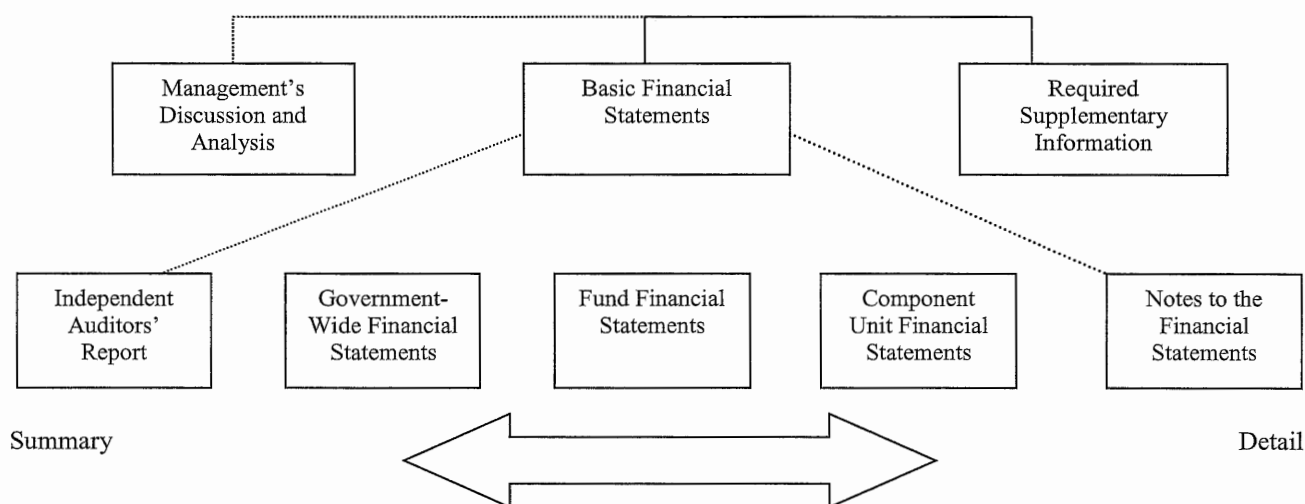 Management’s
Discussion and
Analysis
Basic Financial
Statements
Required
Supplementary
Information
Independent
Auditors’
Report
Government-
Wide Financial
Statements
Fund Financial
Statements
Component
Unit Financial
Statements
Notes to the
Financial
Statements
Summary
Detail